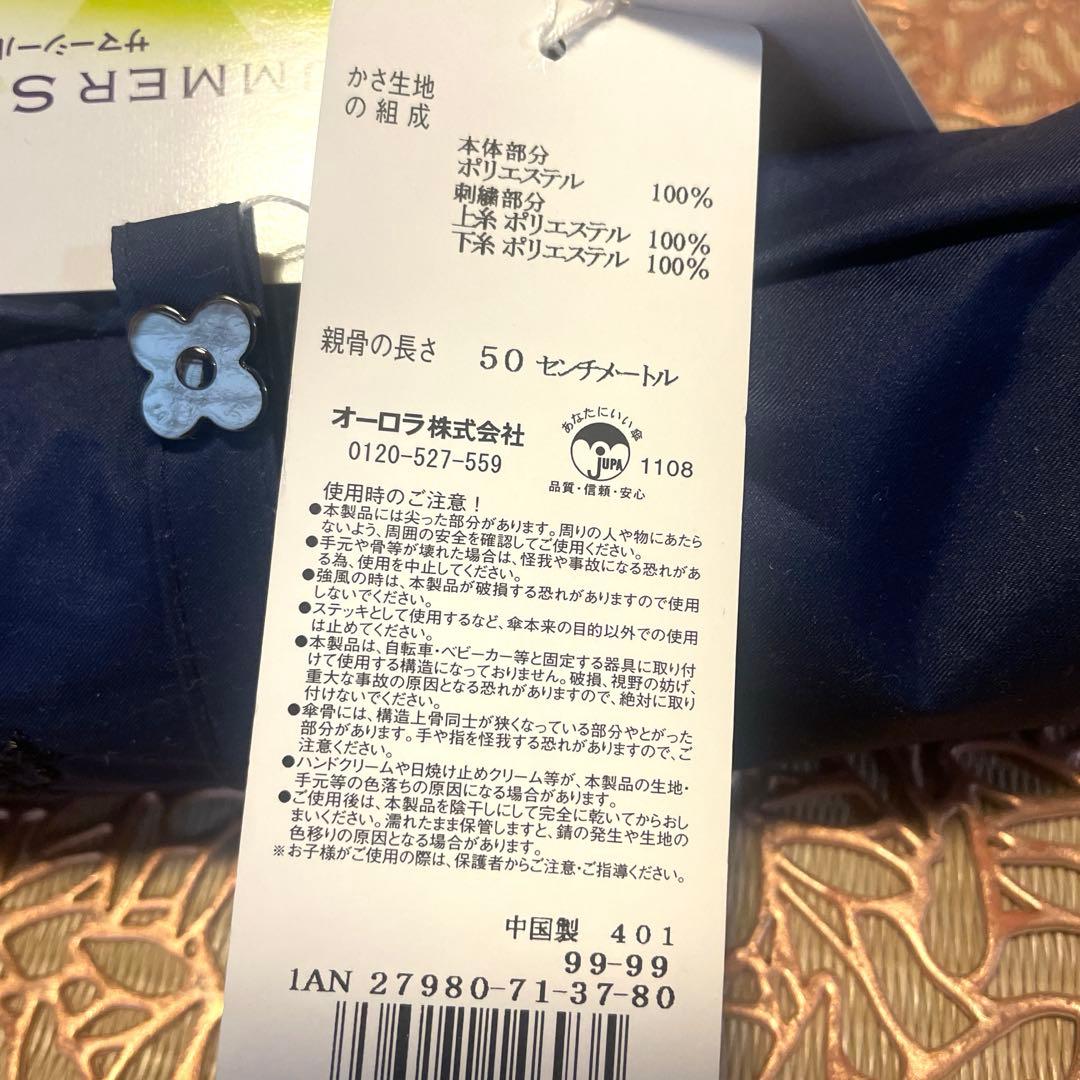 サマーシール
MMER S
かさ生地
の組成
本体部分
ポリエステル 100%
刺繍部分
上糸 ポリエステル 100%
下糸 ポリエステル 100%
親骨の長さ 50 センチメートル
オーロラ株式会社
0120-527-559
あなたにいい傘
JUPA
1108
品質・信頼・安心
使用時のご注意!
●本製品には尖った部分があります。周りの人や物にあたら
ないよう、周囲の安全を確認してご使用ください。
●手元や骨等が壊れた場合は、怪我や事故になる恐れがあ
る為、使用を中止してください。
●強風の時は、本製品が破損する恐れがありますので使用
しないでください。
●ステッキとして使用するなど、傘本来の目的以外での使用
は止めてください。
●本製品は、自転車・ベビーカー等と固定する器具に取り付
けて使用する構造になっておりません。破損、視野の妨げ、
重大な事故の原因となる恐れがありますので、絶対に取り
付けないでください。
●傘骨には、構造上骨同士が狭くなっている部分やとがった
部分があります。手や指を怪我する恐れがありますので、ご
注意ください。
●ハンドクリームや日焼け止めクリーム等が、本製品の生地・
手元等の色落ちの原因になる場合があります。
●ご使用後は、本製品を陰干しにして完全に乾いてからおし
まいください。濡れたまま保管しますと、錆の発生や生地の
色移りの原因となる場合があります。
※お子様がご使用の際は、保護者からご注意・ご指導ください。
中国製 401
99-99
1AN 27980-71-37-80